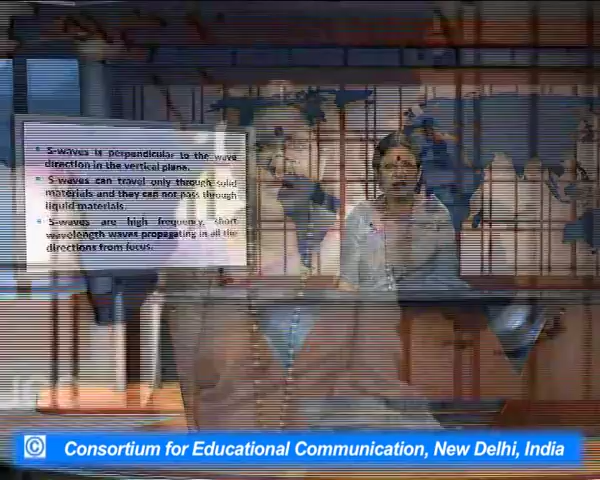 S-waves is perpendicular to the wave
direction in the vertical plane.
S-waves can travel only through solid
materials and they can not pass through
liquid materials.
S-waves are high frequency, short
wavelength waves propagating in all the
directions from focus.
© Consortium for Educational Communication, New Delhi, India